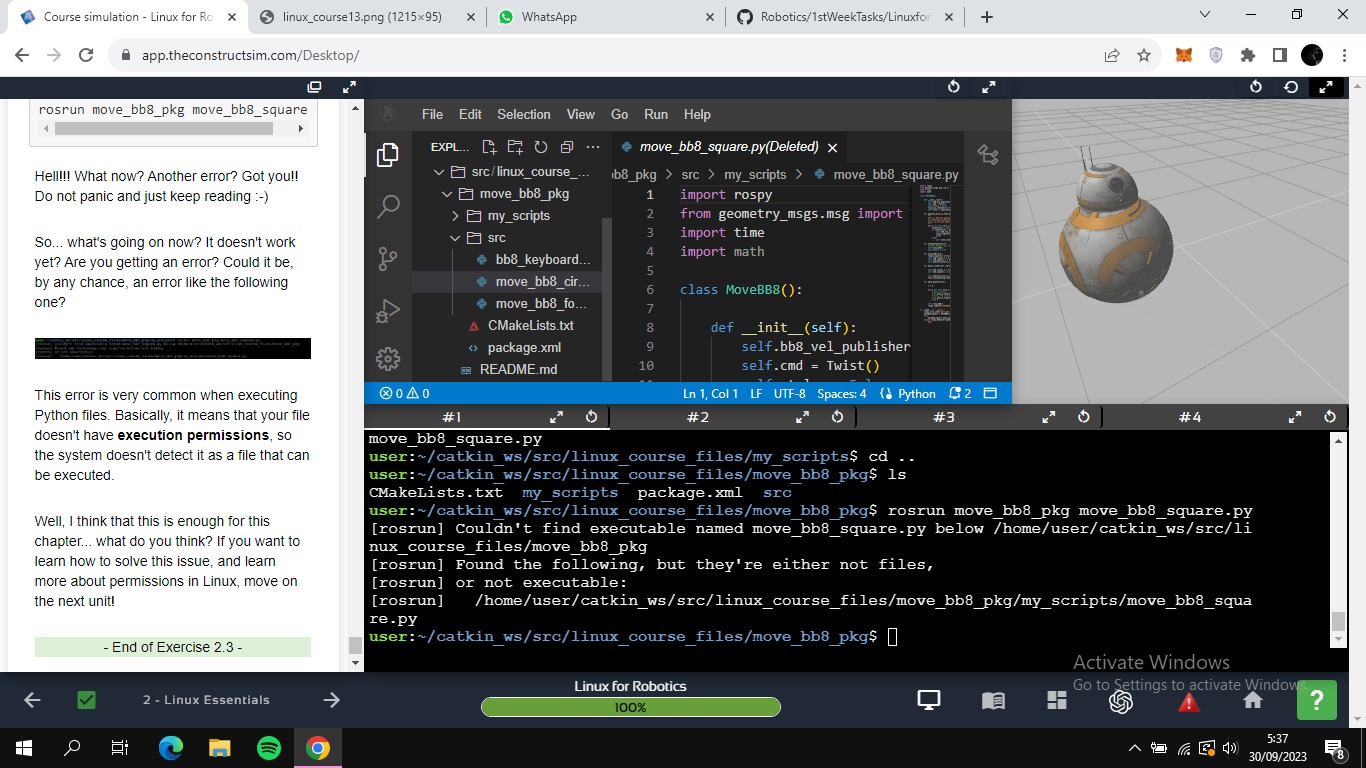 Course simulation - Linux for Ro
linux_course13.png (1215×95)
WhatsApp
Robotics/1stWeekTasks/Linuxfor
app.theconstructsim.com/Desktop/
rosrun move_bb8_pkg move_bb8_square
Hell!!! What now? Another error? Got you!!
Do not panic and just keep reading :-)
So... what's going on now? It doesn't work
yet? Are you getting an error? Could it be,
by any chance, an error like the following
one?
This error is very common when executing
Python files. Basically, it means that your file
doesn't have execution permissions, so
the system doesn't detect it as a file that can
be executed.
Well, I think that this is enough for this
chapter... what do you think? If you want to
learn how to solve this issue, and learn
more about permissions in Linux, move on
the next unit!
- End of Exercise 2.3 -
File Edit Selection View Go Run Help
EXPL...
src/linux_course_...
move_bb8_pkg
my_scripts
src
bb8_keyboard...
move_bb8_cir...
move_bb8_fo...
CMakeLists.txt
package.xml
README.md
move_bb8_square.py(Deleted)
bb8_pkg > src > my_scripts > move_bb8_square.py
1 import rospy
2 from geometry_msgs.msg import
3 import time
4 import math
5
6 class MoveBB8():
7
8 def __init__(self):
9 self.bb8_vel_publisher
10 self.cmd = Twist()
0 0 Ln 1, Col 1 LF UTF-8 Spaces: 4 Python 2
#1 #2 #3 #4
move_bb8_square.py
user:~/catkin_ws/src/linux_course_files/my_scripts$ cd ..
user:~/catkin_ws/src/linux_course_files/move_bb8_pkg$ ls
CMakeLists.txt my_scripts package.xml src
user:~/catkin_ws/src/linux_course_files/move_bb8_pkg$ rosrun move_bb8_pkg move_bb8_square.py
[rosrun] Couldn't find executable named move_bb8_square.py below /home/user/catkin_ws/src/li
nux_course_files/move_bb8_pkg
[rosrun] Found the following, but they're either not files,
[rosrun] or not executable:
[rosrun] /home/user/catkin_ws/src/linux_course_files/move_bb8_pkg/my_scripts/move_bb8_squa
re.py
user:~/catkin_ws/src/linux_course_files/move_bb8_pkg$
Activate Windows
Go to Settings to activate Windows.
2 - Linux Essentials
Linux for Robotics
100%
?
5:37
30/09/2023
8